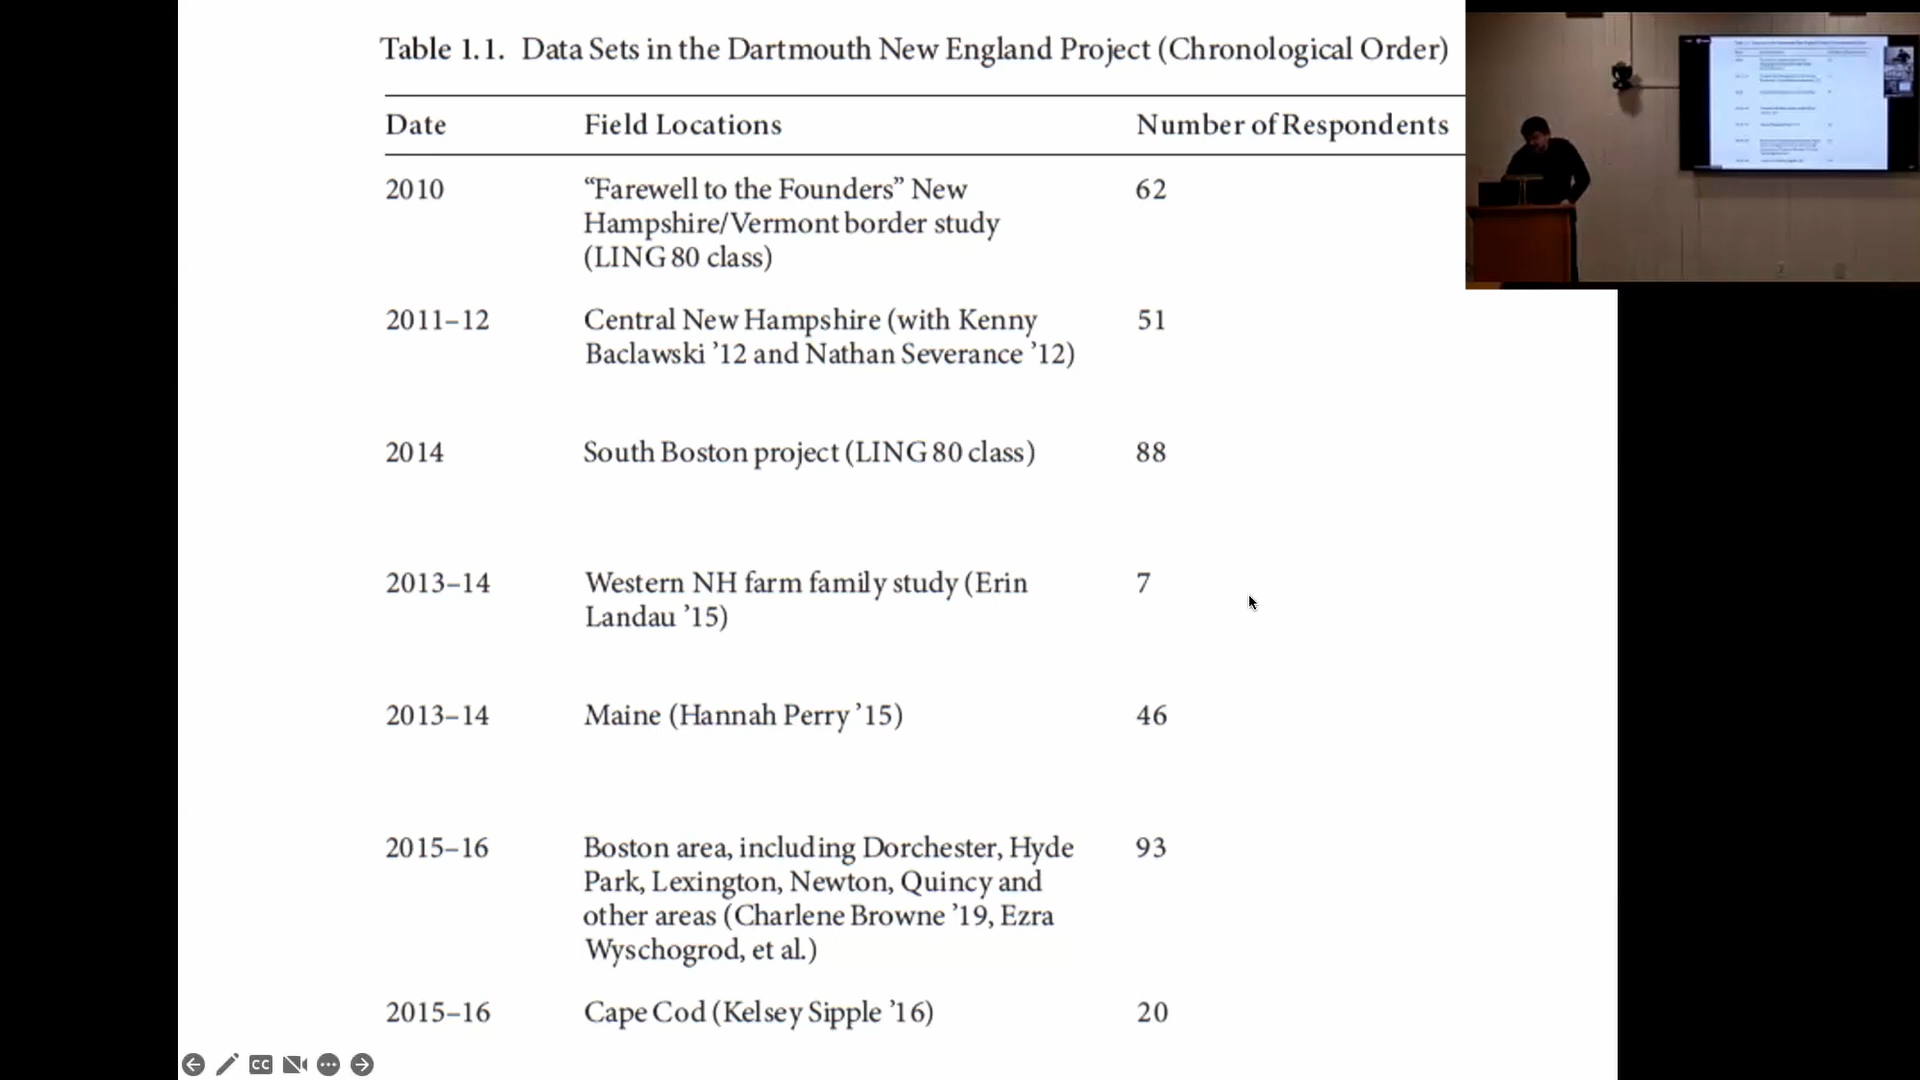 Table 1.1. Data Sets in the Dartmouth New England Project (Chronological Order)
Date Field Locations Number of Respondents
2010 “Farewell to the Founders” New 62
Hampshire/Vermont border study
(LING 80 class)
2011–12 Central New Hampshire (with Kenny 51
Baclawski ’12 and Nathan Severance ’12)
2014 South Boston project (LING 80 class) 88
2013–14 Western NH farm family study (Erin 7
Landau ’15)
2013–14 Maine (Hannah Perry ’15) 46
2015–16 Boston area, including Dorchester, Hyde 93
Park, Lexington, Newton, Quincy and
other areas (Charlene Browne ’19, Ezra
Wyschogrod, et al.)
2015–16 Cape Cod (Kelsey Sipple ’16) 20
CC